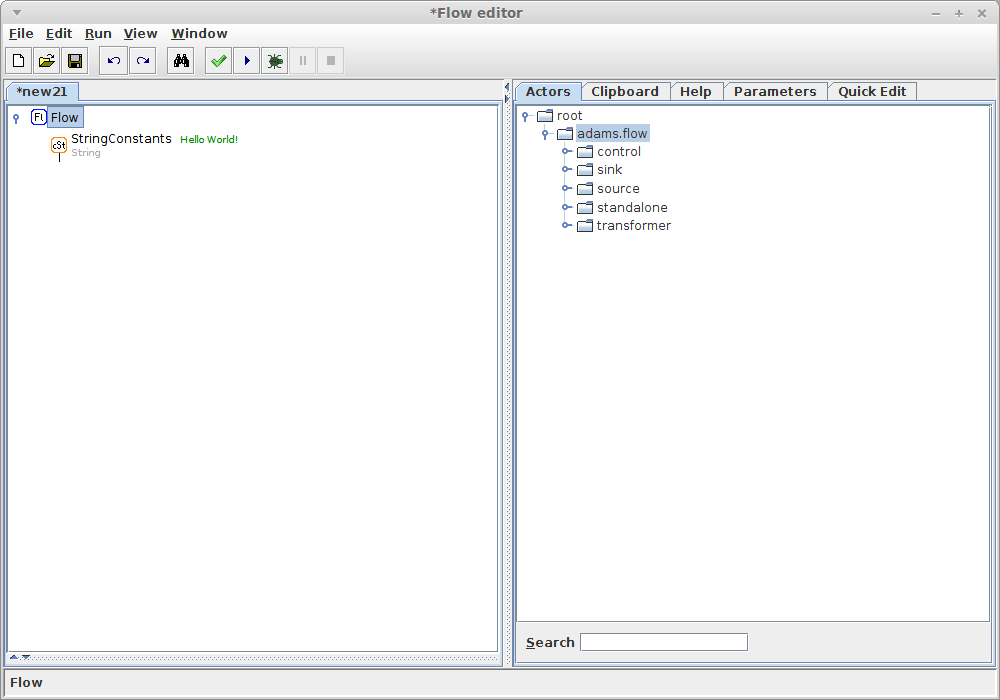 *Flow editor
File Edit Run View Window
*new21
Fl Flow
cSt StringConstants Hello World!
String
Actors Clipboard Help Parameters Quick Edit
root
adams.flow
control
sink
source
standalone
transformer
Search
Flow